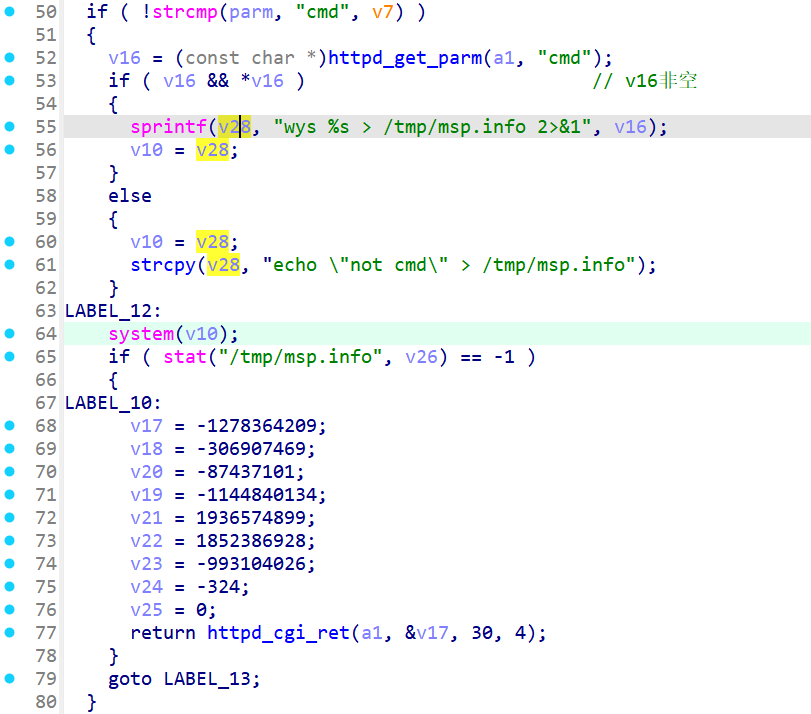 50 if ( !strcmp(parm, "cmd", v7) )
51 {
52 v16 = (const char *)httpd_get_parm(a1, "cmd");
53 if ( v16 && *v16 ) // v16非空
54 {
55 sprintf(v28, "wys %s > /tmp/msp.info 2>&1", v16);
56 v10 = v28;
57 }
58 else
59 {
60 v10 = v28;
61 strcpy(v28, "echo \"not cmd\" > /tmp/msp.info");
62 }
63 LABEL_12:
64 system(v10);
65 if ( stat("/tmp/msp.info", v26) == -1 )
66 {
67 LABEL_10:
68 v17 = -1278364209;
69 v18 = -306907469;
70 v20 = -87437101;
71 v19 = -1144840134;
72 v21 = 1936574899;
73 v22 = 1852386928;
74 v23 = -993104026;
75 v24 = -324;
76 v25 = 0;
77 return httpd_cgi_ret(a1, &v17, 30, 4);
78 }
79 goto LABEL_13;
80 }